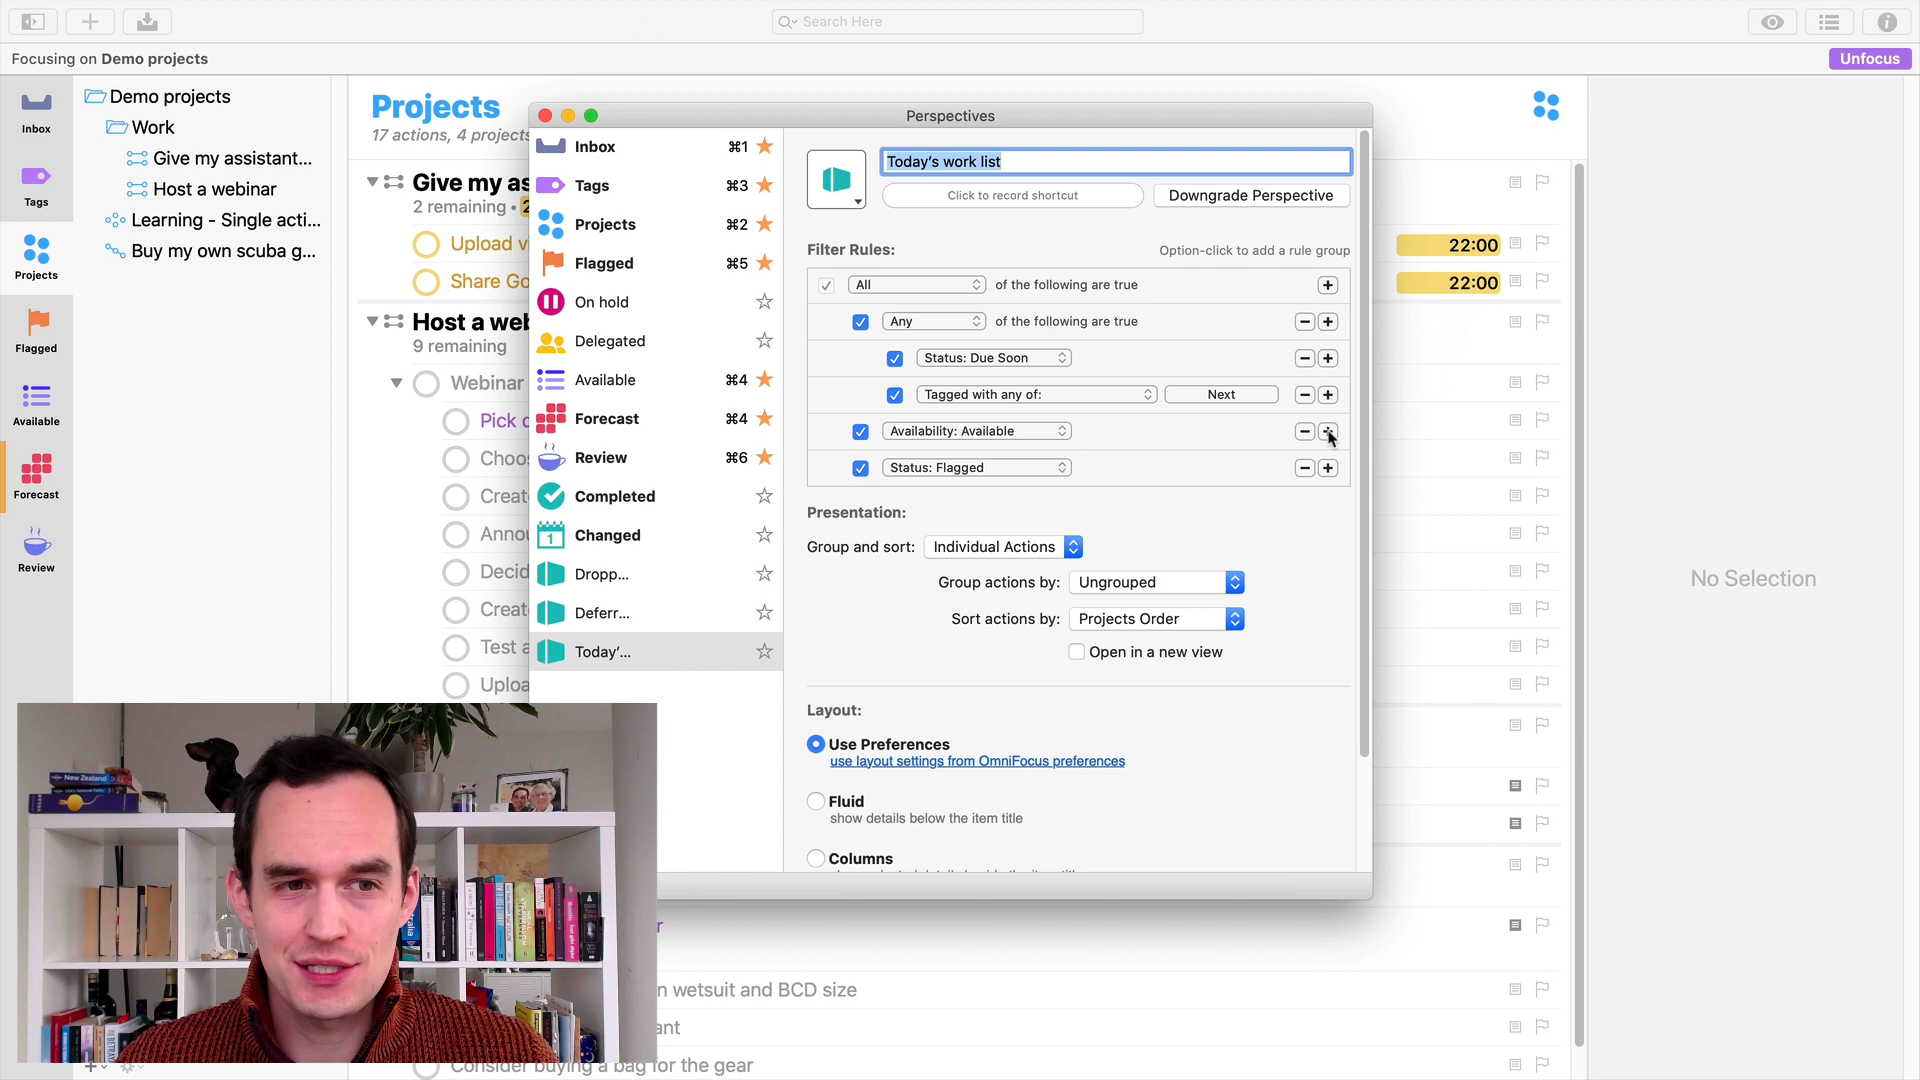 Search Here
Focusing on Demo projects
Unfocus
Inbox
Tags
Projects
Flagged
Available
Forecast
Review
Demo projects
Work
Give my assistant...
Host a webinar
Learning - Single acti...
Buy my own scuba g...
Projects
17 actions, 4 projects
Give my as
2 remaining •
Upload v
22:00
Share Go
22:00
Host a web
9 remaining
Webinar
Pick
Choos
Create
Annou
Decid
Create
Test a
Uploa
n wetsuit and BCD size
ant
Consider buying a bag for the gear
Perspectives
Inbox ⌘1
Tags ⌘3
Projects ⌘2
Flagged ⌘5
On hold
Delegated
Available ⌘4
Forecast ⌘4
Review ⌘6
Completed
1 Changed
Dropp...
Deferr...
Today'...
Today's work list
Click to record shortcut
Downgrade Perspective
Filter Rules:
Option-click to add a rule group
All of the following are true
Any of the following are true
Status: Due Soon
Tagged with any of: Next
Availability: Available
Status: Flagged
Presentation:
Group and sort: Individual Actions
Group actions by: Ungrouped
Sort actions by: Projects Order
Open in a new view
Layout:
Use Preferences
use layout settings from OmniFocus preferences
Fluid
show details below the item title
Columns
No Selection
New Zealand